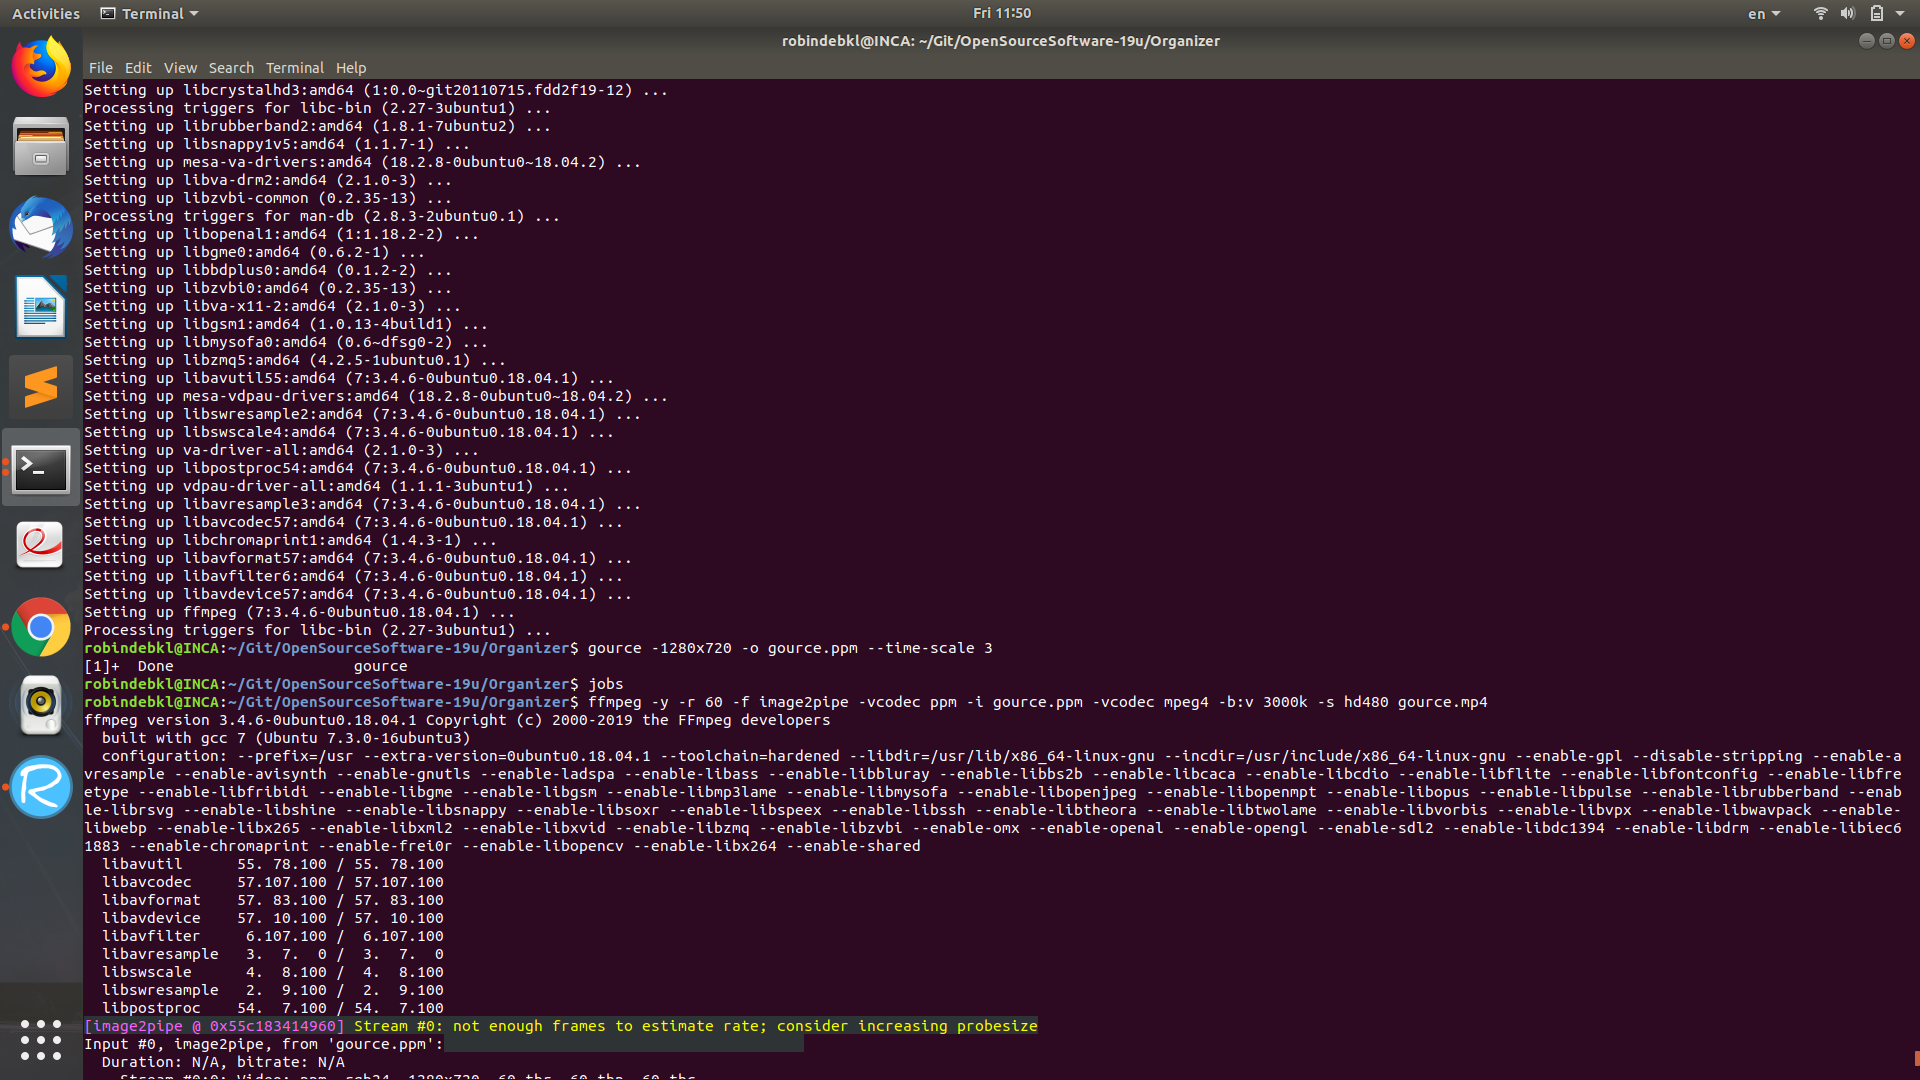 Activities Terminal Fri 11:50 en
robindebkl@INCA: ~/Git/OpenSourceSoftware-19u/Organizer
File Edit View Search Terminal Help
Setting up libcrystalhd3:amd64 (1:0.0~git20110715.fdd2f19-12) ...
Processing triggers for libc-bin (2.27-3ubuntu1) ...
Setting up librubberband2:amd64 (1.8.1-7ubuntu2) ...
Setting up libsnappy1v5:amd64 (1.1.7-1) ...
Setting up mesa-va-drivers:amd64 (18.2.8-0ubuntu0~18.04.2) ...
Setting up libva-drm2:amd64 (2.1.0-3) ...
Setting up libzvbi-common (0.2.35-13) ...
Processing triggers for man-db (2.8.3-2ubuntu0.1) ...
Setting up libopenal1:amd64 (1:1.18.2-2) ...
Setting up libgme0:amd64 (0.6.2-1) ...
Setting up libbdplus0:amd64 (0.1.2-2) ...
Setting up libzvbi0:amd64 (0.2.35-13) ...
Setting up libva-x11-2:amd64 (2.1.0-3) ...
Setting up libgsm1:amd64 (1.0.13-4build1) ...
Setting up libmysofa0:amd64 (0.6~dfsg0-2) ...
Setting up libzmq5:amd64 (4.2.5-1ubuntu0.1) ...
Setting up libavutil55:amd64 (7:3.4.6-0ubuntu0.18.04.1) ...
Setting up mesa-vdpau-drivers:amd64 (18.2.8-0ubuntu0~18.04.2) ...
Setting up libswresample2:amd64 (7:3.4.6-0ubuntu0.18.04.1) ...
Setting up libswscale4:amd64 (7:3.4.6-0ubuntu0.18.04.1) ...
Setting up va-driver-all:amd64 (2.1.0-3) ...
Setting up libpostproc54:amd64 (7:3.4.6-0ubuntu0.18.04.1) ...
Setting up vdpau-driver-all:amd64 (1.1.1-3ubuntu1) ...
Setting up libavresample3:amd64 (7:3.4.6-0ubuntu0.18.04.1) ...
Setting up libavcodec57:amd64 (7:3.4.6-0ubuntu0.18.04.1) ...
Setting up libchromaprint1:amd64 (1.4.3-1) ...
Setting up libavformat57:amd64 (7:3.4.6-0ubuntu0.18.04.1) ...
Setting up libavfilter6:amd64 (7:3.4.6-0ubuntu0.18.04.1) ...
Setting up libavdevice57:amd64 (7:3.4.6-0ubuntu0.18.04.1) ...
Setting up ffmpeg (7:3.4.6-0ubuntu0.18.04.1) ...
Processing triggers for libc-bin (2.27-3ubuntu1) ...
robindebkl@INCA:~/Git/OpenSourceSoftware-19u/Organizer$ gource -1280x720 -o gource.ppm --time-scale 3
[1]+  Done                    gource
robindebkl@INCA:~/Git/OpenSourceSoftware-19u/Organizer$ jobs
robindebkl@INCA:~/Git/OpenSourceSoftware-19u/Organizer$ ffmpeg -y -r 60 -f image2pipe -vcodec ppm -i gource.ppm -vcodec mpeg4 -b:v 3000k -s hd480 gource.mp4
ffmpeg version 3.4.6-0ubuntu0.18.04.1 Copyright (c) 2000-2019 the FFmpeg developers
  built with gcc 7 (Ubuntu 7.3.0-16ubuntu3)
  configuration: --prefix=/usr --extra-version=0ubuntu0.18.04.1 --toolchain=hardened --libdir=/usr/lib/x86_64-linux-gnu --incdir=/usr/include/x86_64-linux-gnu --enable-gpl --disable-stripping --enable-a
vresample --enable-avisynth --enable-gnutls --enable-ladspa --enable-libass --enable-libbluray --enable-libbs2b --enable-libcaca --enable-libcdio --enable-libflite --enable-libfontconfig --enable-libfre
etype --enable-libfribidi --enable-libgme --enable-libgsm --enable-libmp3lame --enable-libmysofa --enable-libopenjpeg --enable-libopenmpt --enable-libopus --enable-libpulse --enable-librubberband --enab
le-librsvg --enable-libshine --enable-libsnappy --enable-libsoxr --enable-libspeex --enable-libssh --enable-libtheora --enable-libtwolame --enable-libvorbis --enable-libvpx --enable-libwavpack --enable-
libwebp --enable-libx265 --enable-libxml2 --enable-libxvid --enable-libzmq --enable-libzvbi --enable-omx --enable-openal --enable-opengl --enable-sdl2 --enable-libdc1394 --enable-libdrm --enable-libiec6
1883 --enable-chromaprint --enable-frei0r --enable-libopencv --enable-libx264 --enable-shared
  libavutil      55. 78.100 / 55. 78.100
  libavcodec     57.107.100 / 57.107.100
  libavformat    57. 83.100 / 57. 83.100
  libavdevice    57. 10.100 / 57. 10.100
  libavfilter     6.107.100 /  6.107.100
  libavresample   3.  7.  0 /  3.  7.  0
  libswscale      4.  8.100 /  4.  8.100
  libswresample   2.  9.100 /  2.  9.100
  libpostproc    54.  7.100 / 54.  7.100
[image2pipe @ 0x55c183414960] Stream #0: not enough frames to estimate rate; consider increasing probesize
Input #0, image2pipe, from 'gource.ppm':
  Duration: N/A, bitrate: N/A
    Stream #0:0: Video: ppm, rgb24, 1280x720, 60 tbr, 60 tbn, 60 tbc